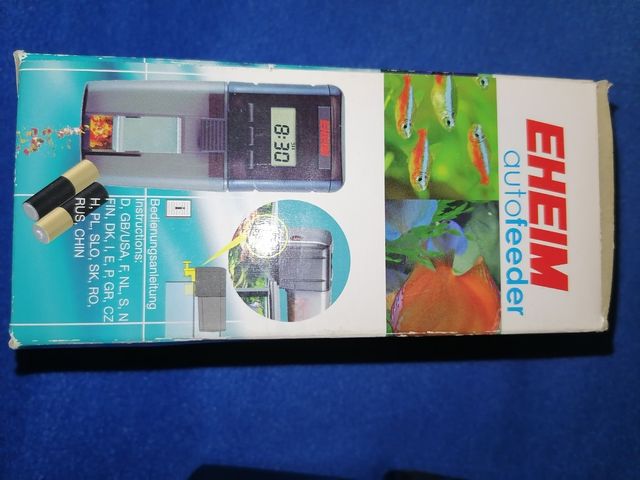 EHEIM
autofeeder
EHEIM
8:30
i
Bedienungsanleitung
Instructions:
D, GB/USA, F, NL, S, N
FIN, DK, I, E, P, GR, CZ
H, PL, SLO, SK, RO,
RUS, CHIN